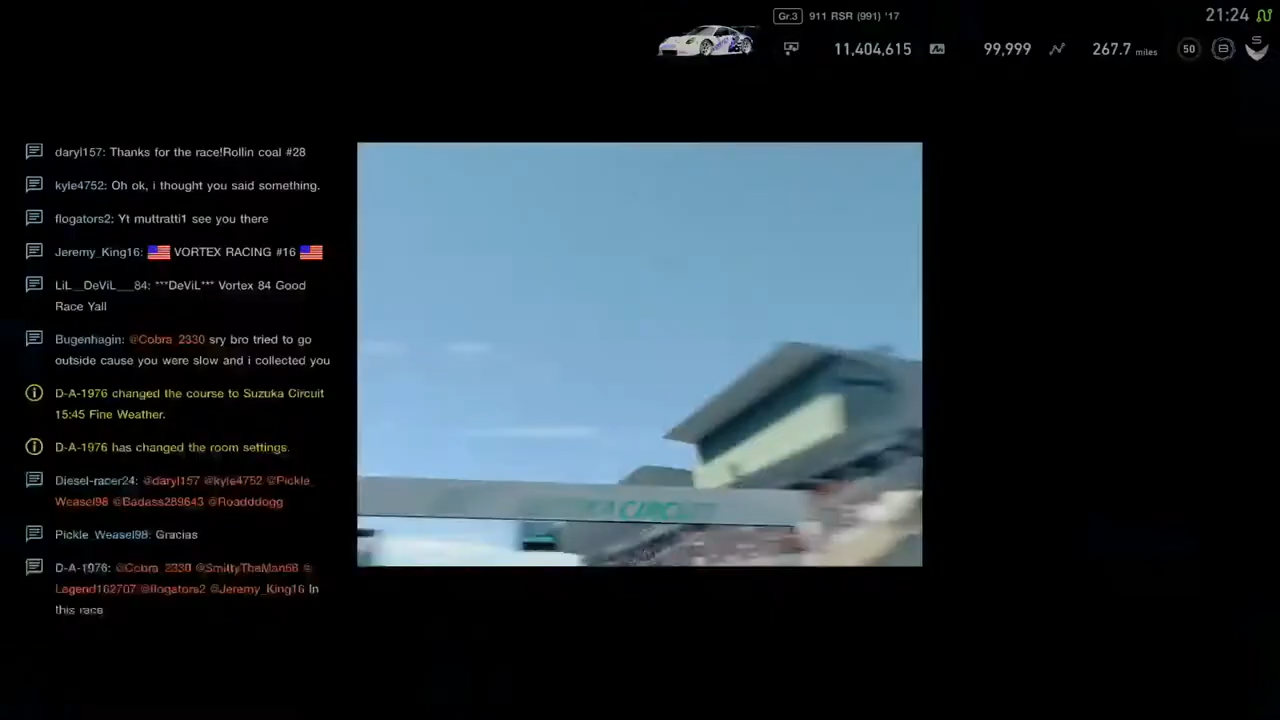 Gr.3 911 RSR (991) '17
21:24
11,404,615 99,999 267.7 miles 50 B S
daryl157: Thanks for the race!Rollin coal #28
kyle4752: Oh ok, i thought you said something.
flogators2: Yt muttratti1 see you there
Jeremy_King16: 🇺🇸 VORTEX RACING #16 🇺🇸
LiL__DeViL___84: ***DeViL*** Vortex 84 Good
Race Yall
Bugenhagin: @Cobra_2330 sry bro tried to go
outside cause you were slow and i collected you
D-A-1976 changed the course to Suzuka Circuit
15:45 Fine Weather.
D-A-1976 has changed the room settings.
Diesel-racer24: @daryl157 @kyle4752 @Pickle_
Weasel98 @Badass289643 @Roadddogg
Pickle_Weasel98: Gracias
D-A-1976: @Cobra_2330 @SmittyTheMan68 @
Legend162707 @flogators2 @Jeremy_King16 In
this race
CIRCUIT